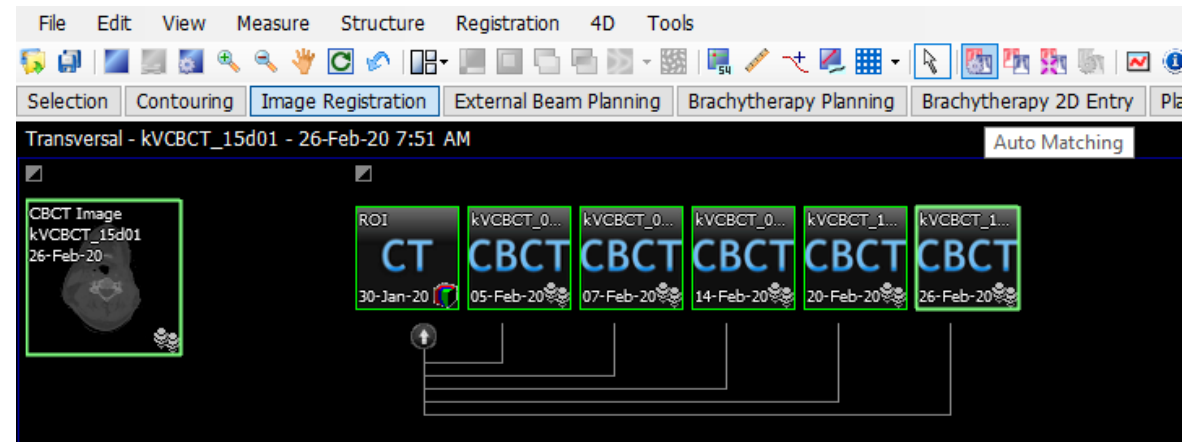 File Edit View Measure Structure Registration 4D Tools
Selection Contouring Image Registration External Beam Planning Brachytherapy Planning Brachytherapy 2D Entry Pla
Transversal - kVCBCT_15d01 - 26-Feb-20 7:51 AM
Auto Matching
CBCT Image
kVCBCT_15d01
26-Feb-20
ROI
CT
30-Jan-20
kVCBCT_0...
CBCT
05-Feb-20
kVCBCT_0...
CBCT
07-Feb-20
kVCBCT_0...
CBCT
14-Feb-20
kVCBCT_1...
CBCT
20-Feb-20
kVCBCT_1...
CBCT
26-Feb-20